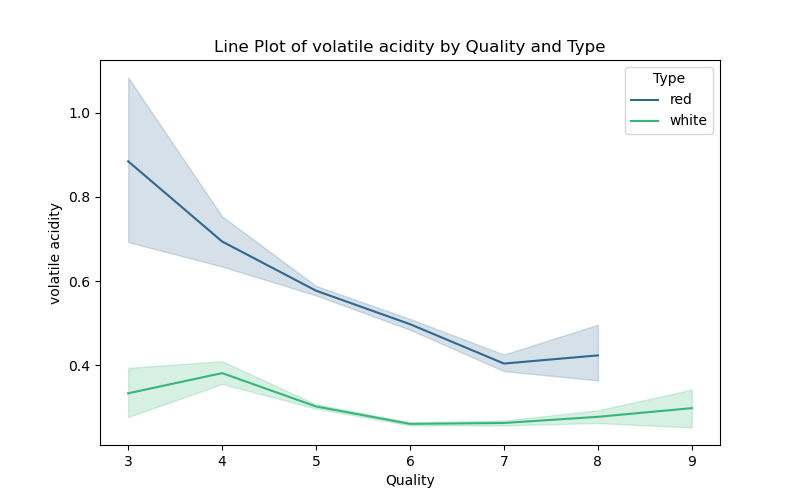 Line Plot of volatile acidity by Quality and Type
Type
red
white
1.0
0.8
0.6
0.4
volatile acidity
3 4 5 6 7 8 9
Quality